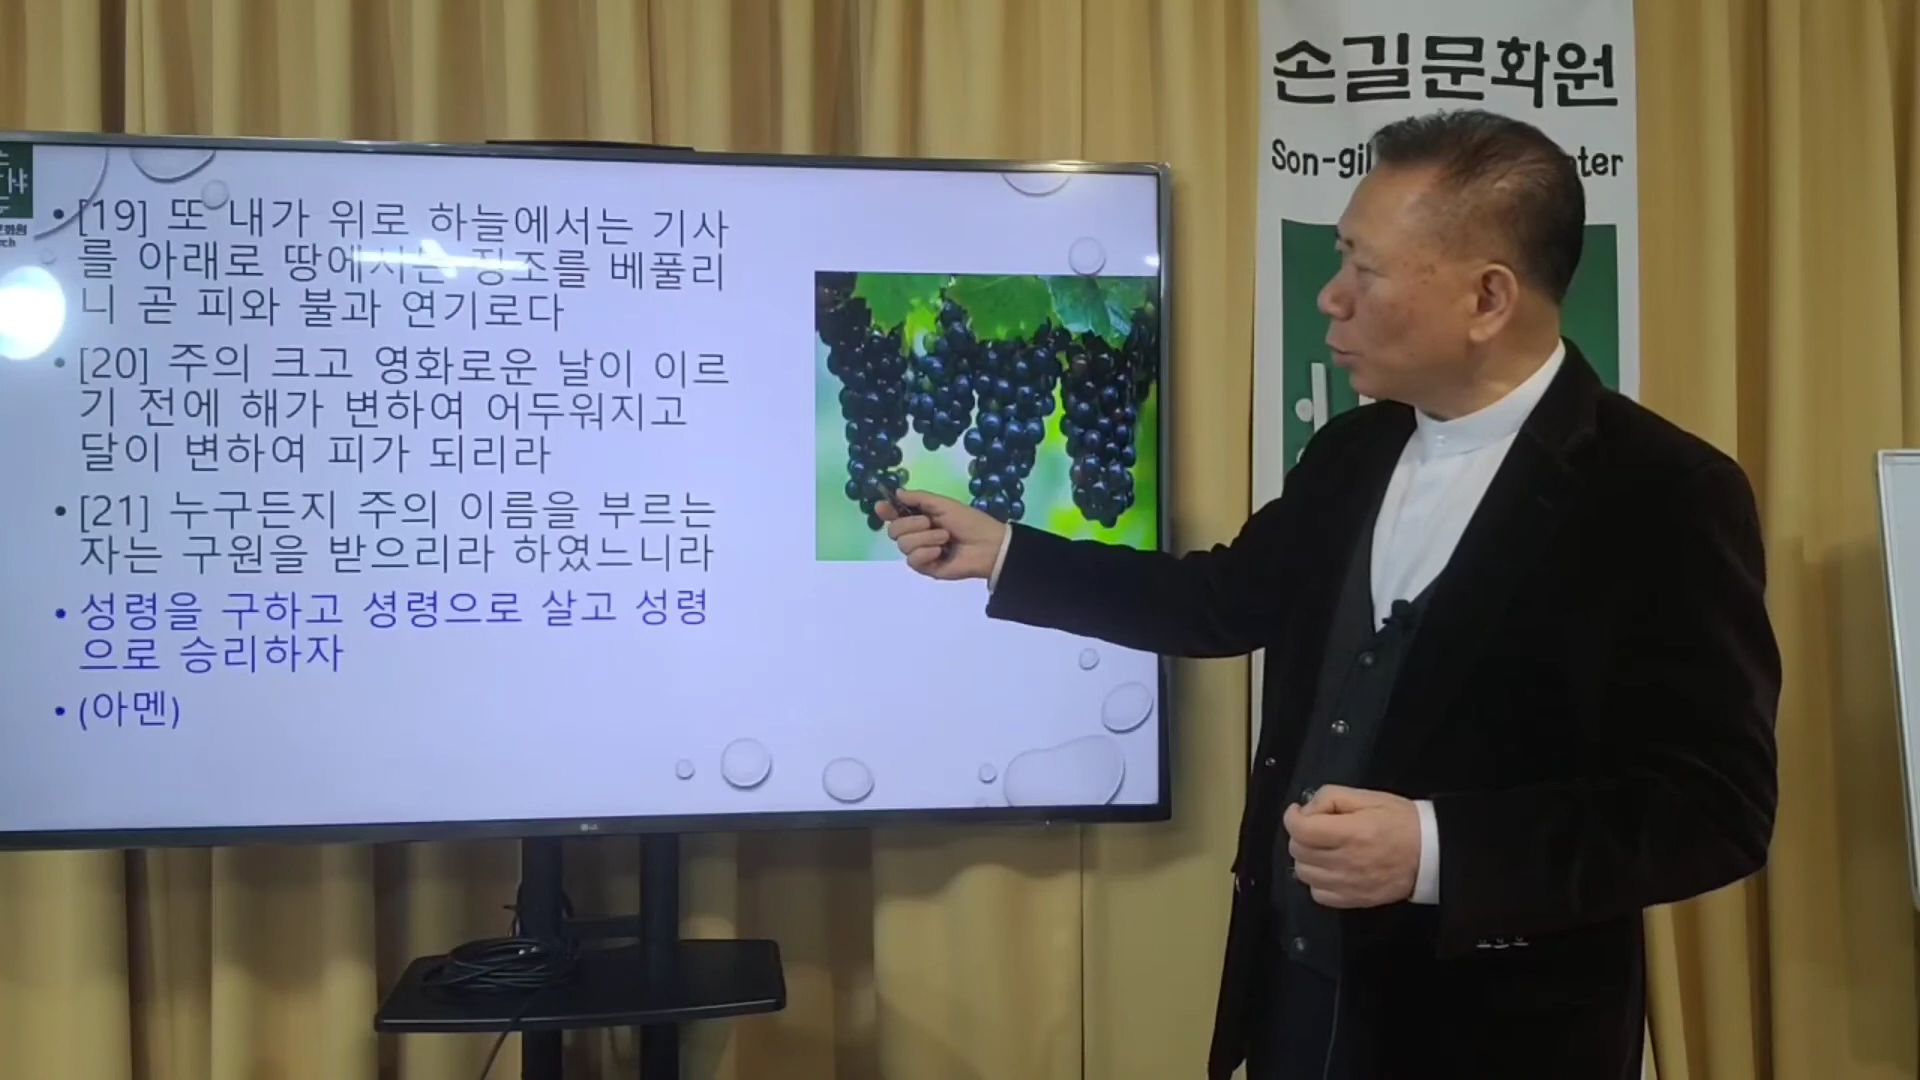 손길문화원
Son-gil
nter
[19] 또 내가 위로 하늘에서는 기사
를 아래로 땅에서는 징조를 베풀리
니 곧 피와 불과 연기로다
[20] 주의 크고 영화로운 날이 이르
기 전에 해가 변하여 어두워지고
달이 변하여 피가 되리라
[21] 누구든지 주의 이름을 부르는
자는 구원을 받으리라 하였느니라
성령을 구하고 셩령으로 살고 성령
으로 승리하자
(아멘)
LG